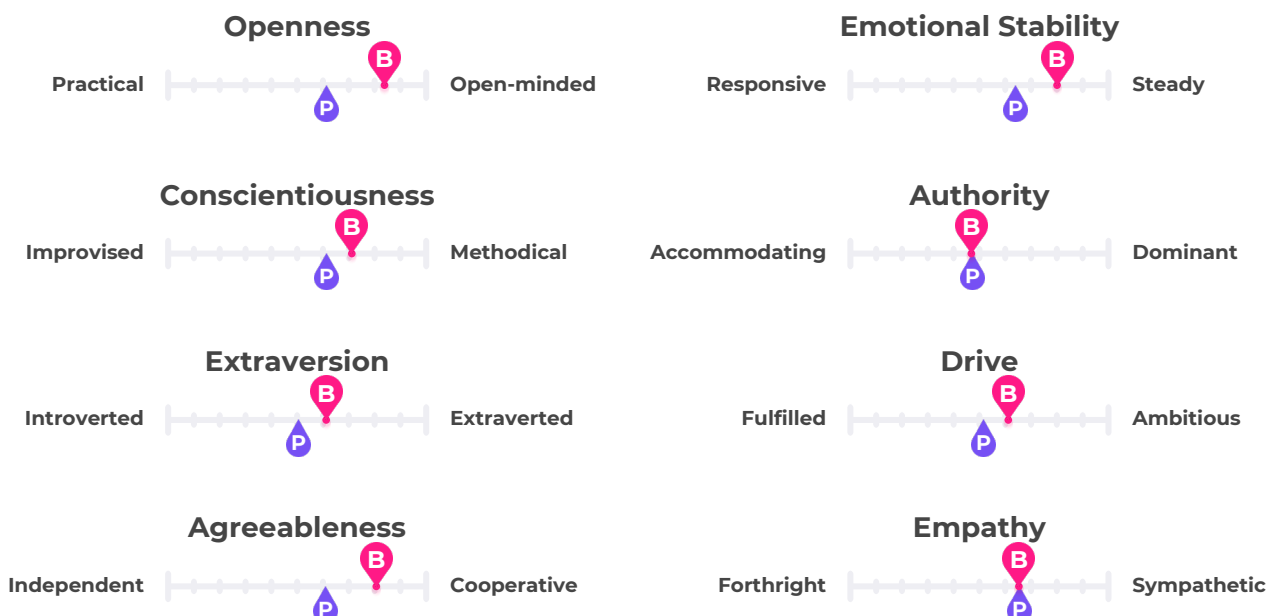 Openness
B
Practical
Open-minded
P
Emotional Stability
B
Responsive
Steady
P
Conscientiousness
B
Improvised
Methodical
P
Authority
B
Accommodating
Dominant
P
Extraversion
B
Introverted
Extraverted
P
Drive
B
Fulfilled
Ambitious
P
Agreeableness
B
Independent
Cooperative
P
Empathy
B
Forthright
Sympathetic
P